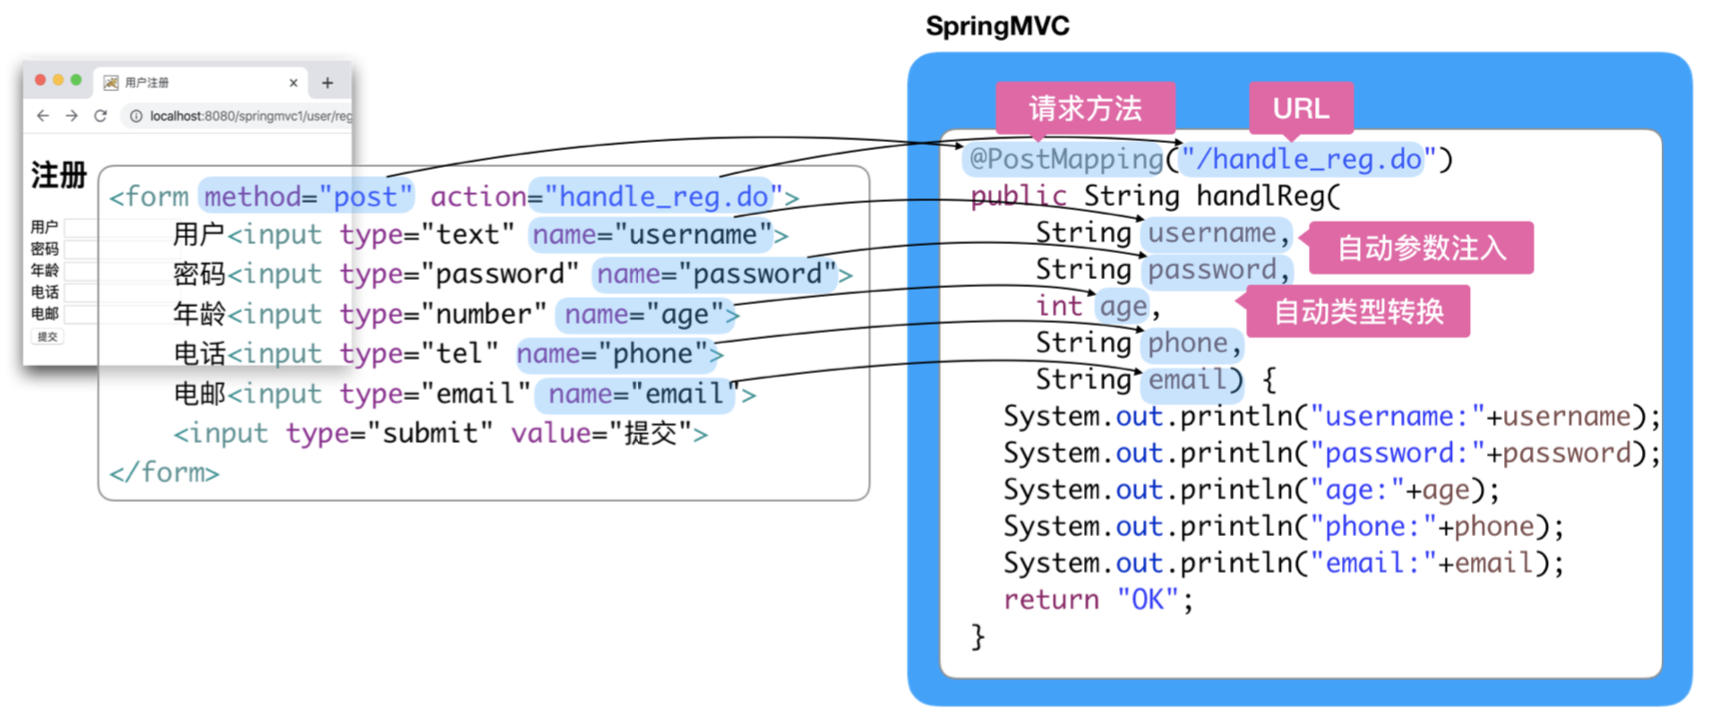 SpringMVC
用户注册
localhost:8080/springmvc1/user/reg
注册
用户
密码
年龄
电话
电邮
提交
<form method="post" action="handle_reg.do">
用户<input type="text" name="username">
密码<input type="password" name="password">
年龄<input type="number" name="age">
电话<input type="tel" name="phone">
电邮<input type="email" name="email">
<input type="submit" value="提交">
</form>
请求方法
URL
@PostMapping("/handle_reg.do")
public String handlReg(
String username,
自动参数注入
String password,
int age,
自动类型转换
String phone,
String email) {
System.out.println("username:"+username);
System.out.println("password:"+password);
System.out.println("age:"+age);
System.out.println("phone:"+phone);
System.out.println("email:"+email);
return "OK";
}